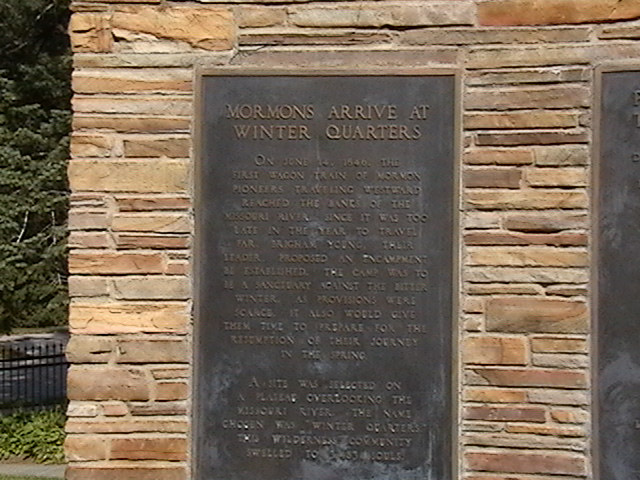 MORMONS ARRIVE AT
WINTER QUARTERS
ON JUNE 14, 1846, THE
FIRST WAGON TRAIN OF MORMON
PIONEERS TRAVELING WESTWARD
REACHED THE BANKS OF THE
MISSOURI RIVER. SINCE IT WAS TOO
LATE IN THE YEAR TO TRAVEL
FAR, BRIGHAM YOUNG, THEIR
LEADER, PROPOSED AN ENCAMPMENT
BE ESTABLISHED. THE CAMP WAS TO
BE A SANCTUARY AGAINST THE BITTER
WINTER, AS PROVISIONS WERE
SCARCE. IT ALSO WOULD GIVE
THEM TIME TO PREPARE FOR THE
RESUMPTION OF THEIR JOURNEY
IN THE SPRING.
A SITE WAS SELECTED ON
A PLATEAU OVERLOOKING THE
MISSOURI RIVER. THE NAME
CHOSEN WAS "WINTER QUARTERS"
THIS WILDERNESS COMMUNITY
SWELLED TO SOULS